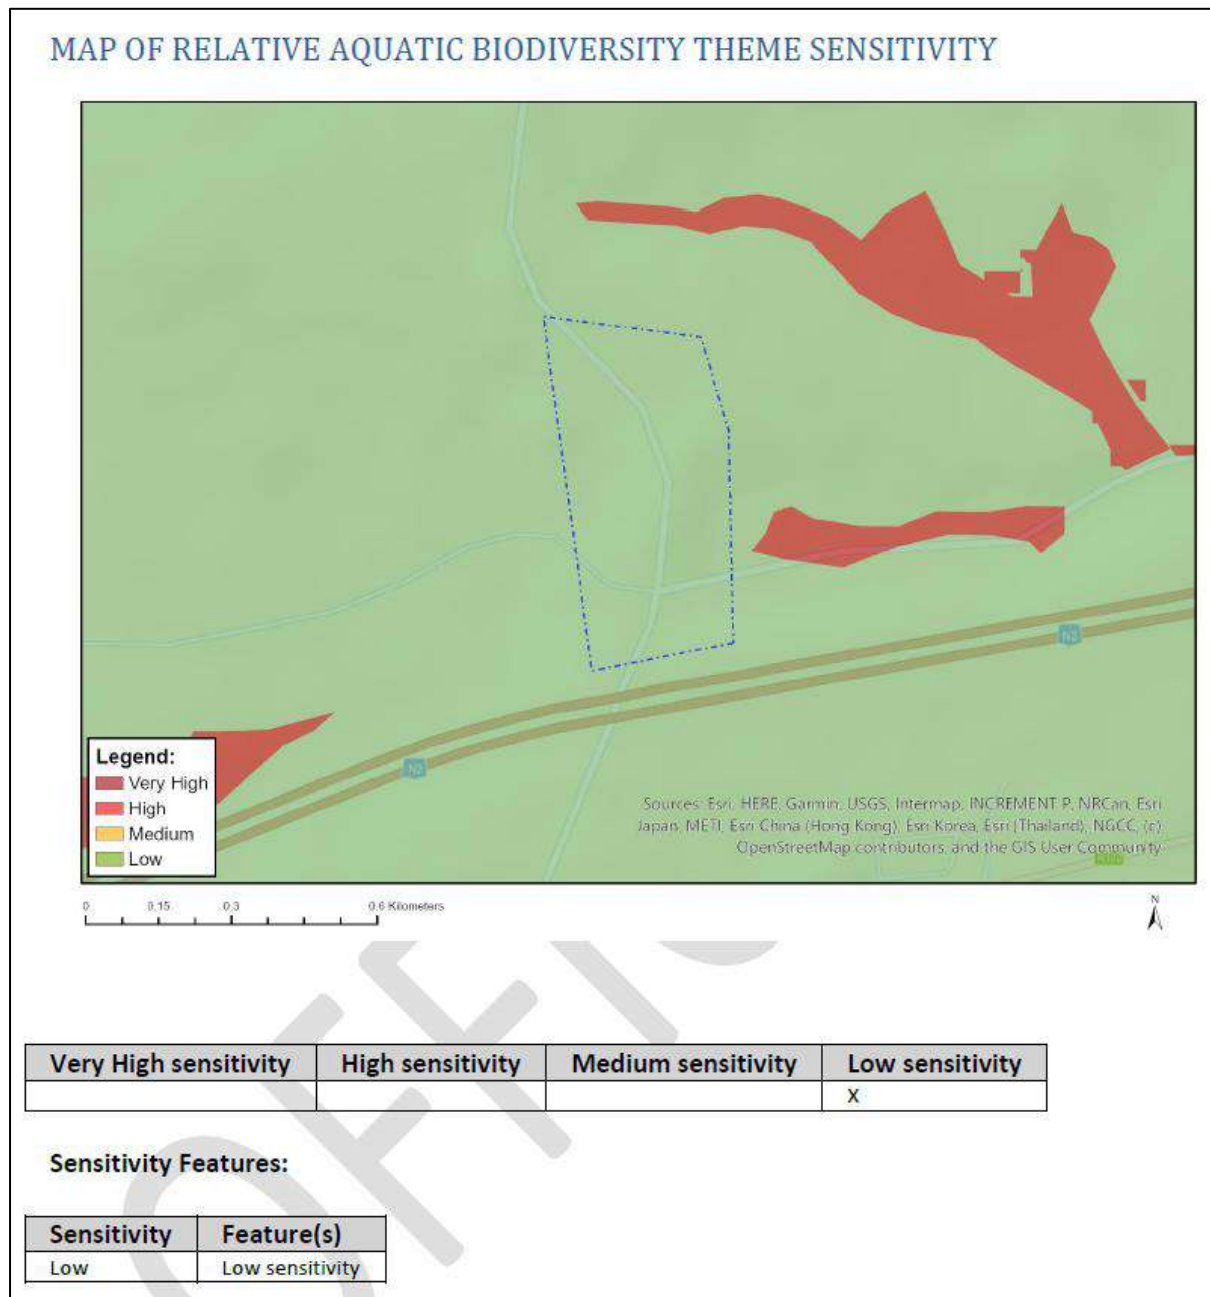 MAP OF RELATIVE AQUATIC BIODIVERSITY THEME SENSITIVITY
N2
N2
Legend:
Very High
High
Medium
Low
Sources: Esri, HERE, Garmin, USGS, Intermap, INCREMENT P, NRCan, Esri
Japan, METI, Esri China (Hong Kong), Esri Korea, Esri (Thailand), NGCC, (c)
OpenStreetMap contributors, and the GIS User Community
0 0.15 0.3 0.6 Kilometers
N
Very High sensitivity High sensitivity Medium sensitivity Low sensitivity
X
Sensitivity Features:
Sensitivity Feature(s)
Low Low sensitivity